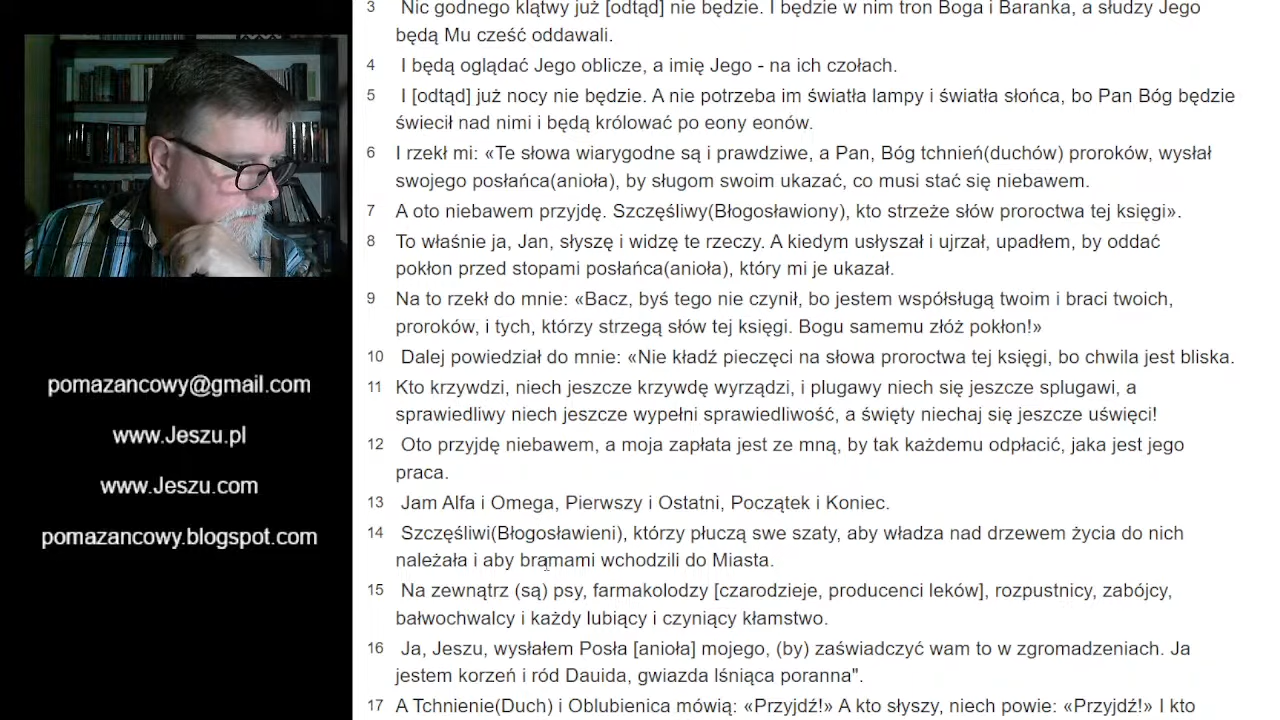 3 Nic godnego klątwy już [odtąd] nie będzie. I będzie w nim tron Boga i Baranka, a słudzy Jego
będą Mu cześć oddawali.
4 I będą oglądać Jego oblicze, a imię Jego - na ich czołach.
5 I [odtąd] już nocy nie będzie. A nie potrzeba im światła lampy i światła słońca, bo Pan Bóg będzie
świecił nad nimi i będą królować po eony eonów.
6 I rzekł mi: «Te słowa wiarygodne są i prawdziwe, a Pan, Bóg tchnień(duchów) proroków, wysłał
swojego posłańca(anioła), by sługom swoim ukazać, co musi stać się niebawem.
7 A oto niebawem przyjdę. Szczęśliwy(Błogosławiony), kto strzeże słów proroctwa tej księgi».
8 To właśnie ja, Jan, słyszę i widzę te rzeczy. A kiedym usłyszał i ujrzał, upadłem, by oddać
pokłon przed stopami posłańca(anioła), który mi je ukazał.
9 Na to rzekł do mnie: «Bacz, byś tego nie czynił, bo jestem współsługą twoim i braci twoich,
proroków, i tych, którzy strzegą słów tej księgi. Bogu samemu złóż pokłon!»
10 Dalej powiedział do mnie: «Nie kładź pieczęci na słowa proroctwa tej księgi, bo chwila jest bliska.
11 Kto krzywdzi, niech jeszcze krzywdę wyrządzi, i plugawy niech się jeszcze splugawi, a
sprawiedliwy niech jeszcze wypełni sprawiedliwość, a święty niechaj się jeszcze uświęci!
12 Oto przyjdę niebawem, a moja zapłata jest ze mną, by tak każdemu odpłacić, jaka jest jego
praca.
13 Jam Alfa i Omega, Pierwszy i Ostatni, Początek i Koniec.
14 Szczęśliwi(Błogosławieni), którzy płuczą swe szaty, aby władza nad drzewem życia do nich
należała i aby bramami wchodzili do Miasta.
15 Na zewnątrz (są) psy, farmakolodzy [czarodzieje, producenci leków], rozpustnicy, zabójcy,
bałwochwalcy i każdy lubiący i czyniący kłamstwo.
16 Ja, Jeszu, wysłałem Posła [anioła] mojego, (by) zaświadczyć wam to w zgromadzeniach. Ja
jestem korzeń i ród Dauida, gwiazda lśniąca poranna".
17 A Tchnienie(Duch) i Oblubienica mówią: «Przyjdź!» A kto słyszy, niech powie: «Przyjdź!» I kto
pomazancowy@gmail.com
www.Jeszu.pl
www.Jeszu.com
pomazancowy.blogspot.com